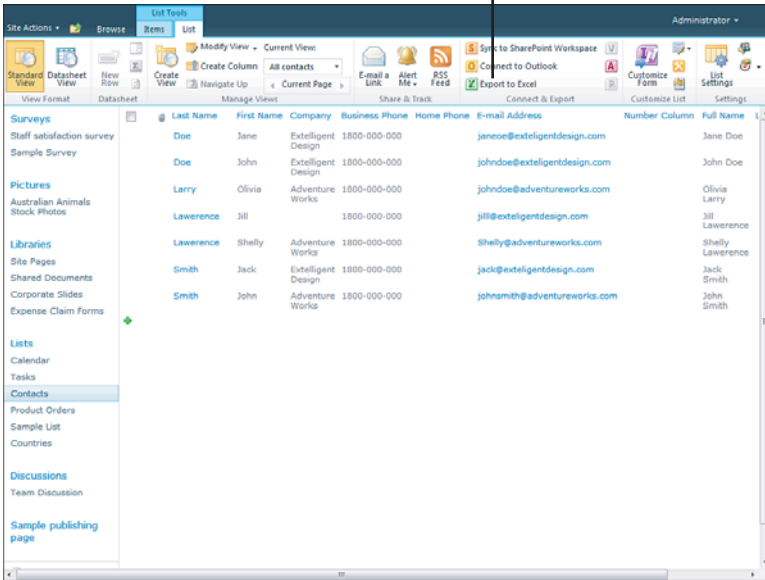 List Tools
Site Actions Browse Items List Administrator
Standard View Datasheet View New Row Create View Modify View Create Column Navigate Up Current View: All contacts Current Page E-mail a Link Alert Me RSS Feed Sync to SharePoint Workspace Connect to Outlook Export to Excel Customize Form List Settings
View Format Datasheet Manage Views Share & Track Connect & Export Customize List Settings
Surveys
Staff satisfaction survey
Sample Survey
Pictures
Australian Animals
Stock Photos
Libraries
Site Pages
Shared Documents
Corporate Slides
Expense Claim Forms
Lists
Calendar
Tasks
Contacts
Product Orders
Sample List
Countries
Discussions
Team Discussion
Sample publishing
page
Last Name First Name Company Business Phone Home Phone E-mail Address Number Column Full Name
Doe Jane Extelligent Design 1800-000-000 janeoe@exteligentdesign.com Jane Doe
Doe John Extelligent Design 1800-000-000 johndoe@exteligentdesign.com John Doe
Larry Olivia Adventure Works 1800-000-000 johndoe@adventureworks.com Olivia Larry
Lawerence Jill 1800-000-000 jilll@exteligentdesign.com Jill Lawerence
Lawerence Shelly Adventure Works 1800-000-000 Shelly@adventureworks.com Shelly Lawerence
Smith Jack Extelligent Design 1800-000-000 jack@exteligentdesign.com Jack Smith
Smith John Adventure Works 1800-000-000 johnsmith@adventureworks.com John Smith